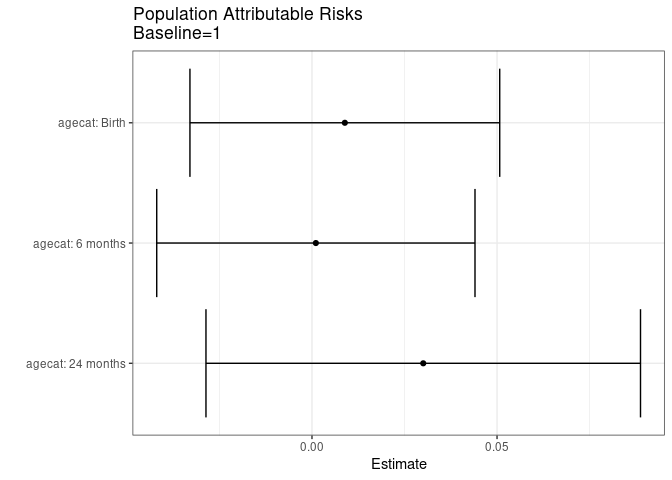 Population Attributable Risks
Baseline=1
agecat: Birth
agecat: 6 months
agecat: 24 months
0.00
0.05
Estimate